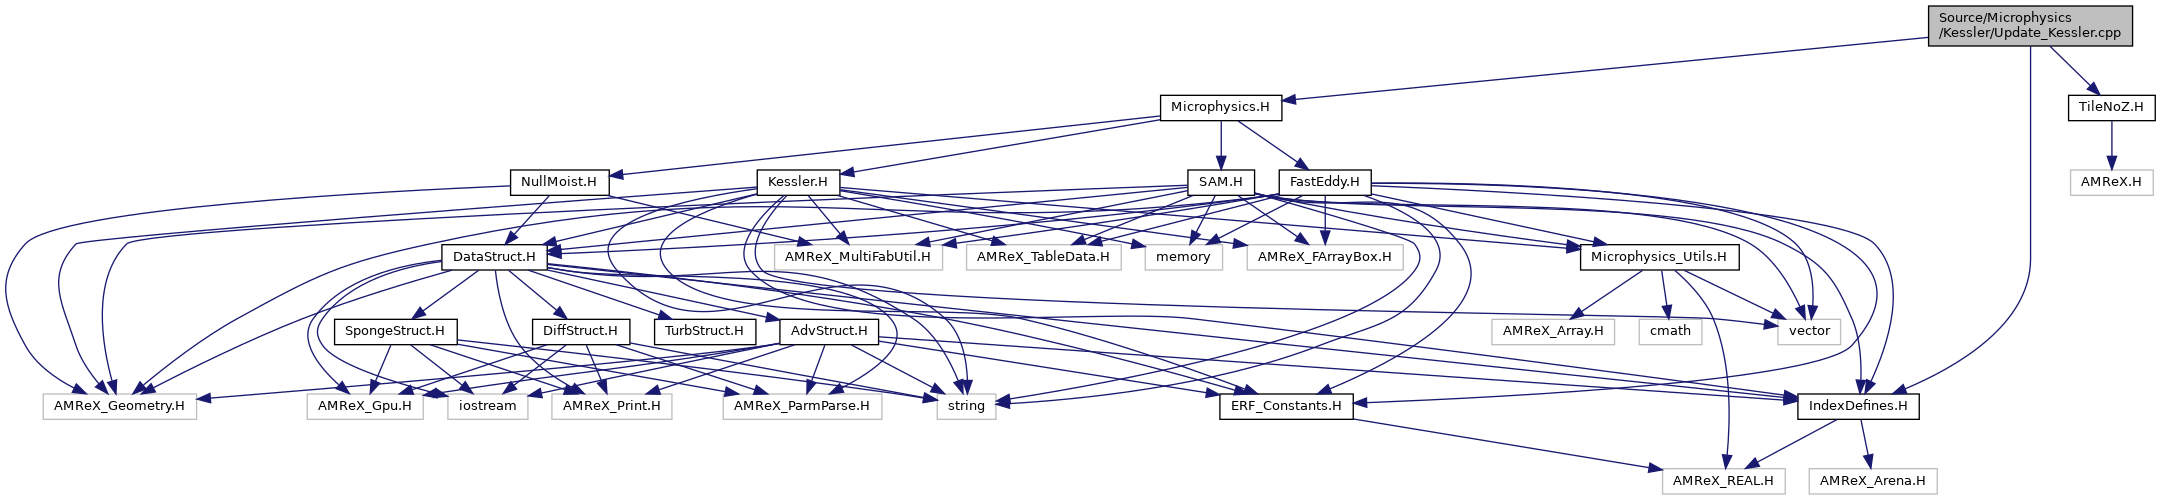 Source/Microphysics
/Kessler/Update_Kessler.cpp
Microphysics.H
TileNoZ.H
NullMoist.H
Kessler.H
SAM.H
FastEddy.H
AMReX.H
DataStruct.H
AMReX_MultiFabUtil.H
AMReX_TableData.H
memory
AMReX_FArrayBox.H
Microphysics_Utils.H
SpongeStruct.H
DiffStruct.H
TurbStruct.H
AdvStruct.H
AMReX_Array.H
cmath
vector
AMReX_Geometry.H
AMReX_Gpu.H
iostream
AMReX_Print.H
AMReX_ParmParse.H
string
ERF_Constants.H
IndexDefines.H
AMReX_REAL.H
AMReX_Arena.H